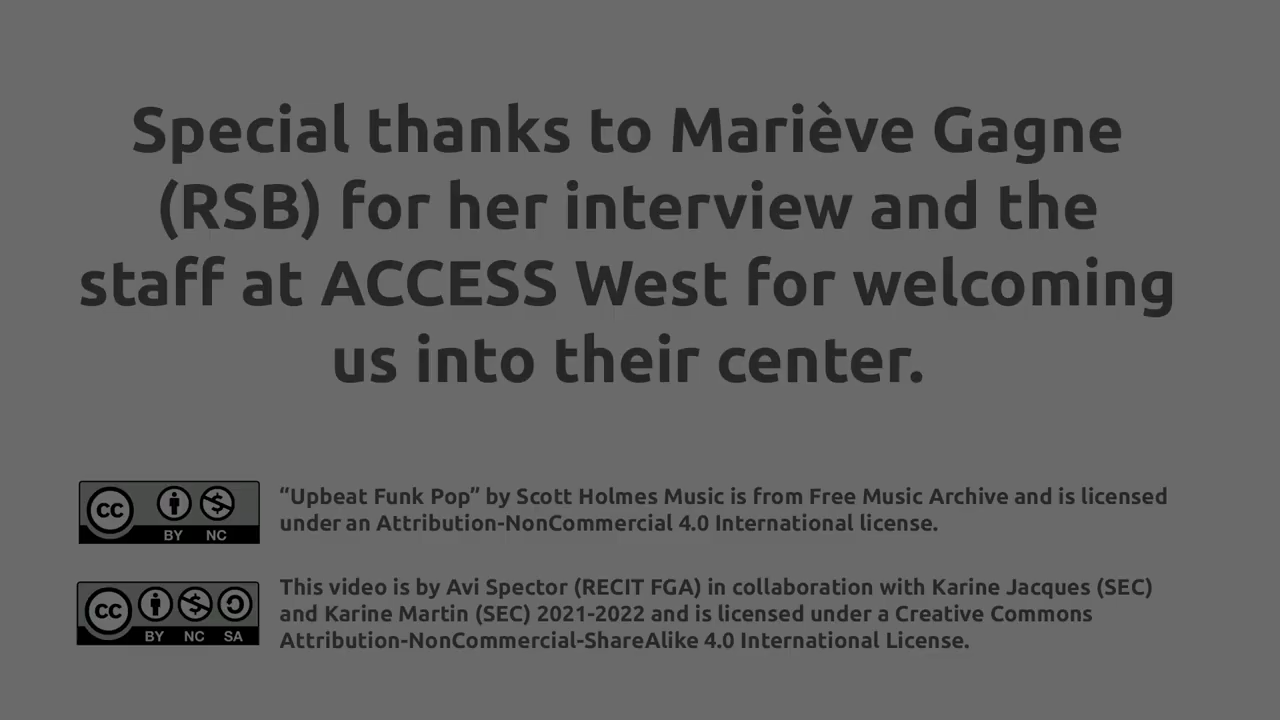 Special thanks to Mariève Gagne
(RSB) for her interview and the
staff at ACCESS West for welcoming
us into their center.
CC BY NC
“Upbeat Funk Pop” by Scott Holmes Music is from Free Music Archive and is licensed
under an Attribution-NonCommercial 4.0 International license.
CC BY NC SA
This video is by Avi Spector (RECIT FGA) in collaboration with Karine Jacques (SEC)
and Karine Martin (SEC) 2021-2022 and is licensed under a Creative Commons
Attribution-NonCommercial-ShareAlike 4.0 International License.